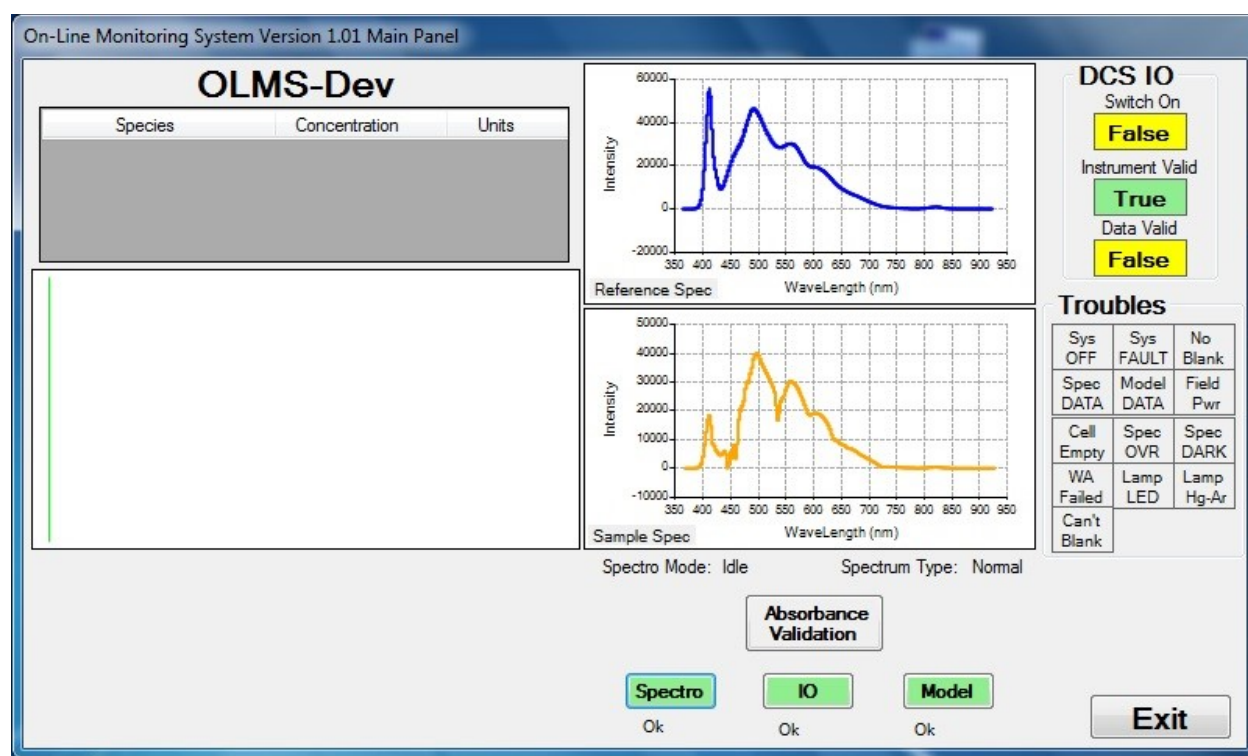 On-Line Monitoring System Version 1.01 Main Panel
OLMS-Dev
Species Concentration Units
60000
40000
20000
0
-20000
Intensity
350 400 450 500 550 600 650 700 750 800 850 900 950
Reference Spec WaveLength (nm)
50000
40000
30000
20000
10000
0
-10000
Intensity
350 400 450 500 550 600 650 700 750 800 850 900 950
Sample Spec WaveLength (nm)
Spectro Mode: Idle Spectrum Type: Normal
Absorbance
Validation
Spectro IO Model
Ok Ok Ok
DCS IO
Switch On
False
Instrument Valid
True
Data Valid
False
Troubles
Sys Sys No
OFF FAULT Blank
Spec Model Field
DATA DATA Pwr
Cell Spec Spec
Empty OVR DARK
WA Lamp Lamp
Failed LED Hg-Ar
Can't
Blank
Exit